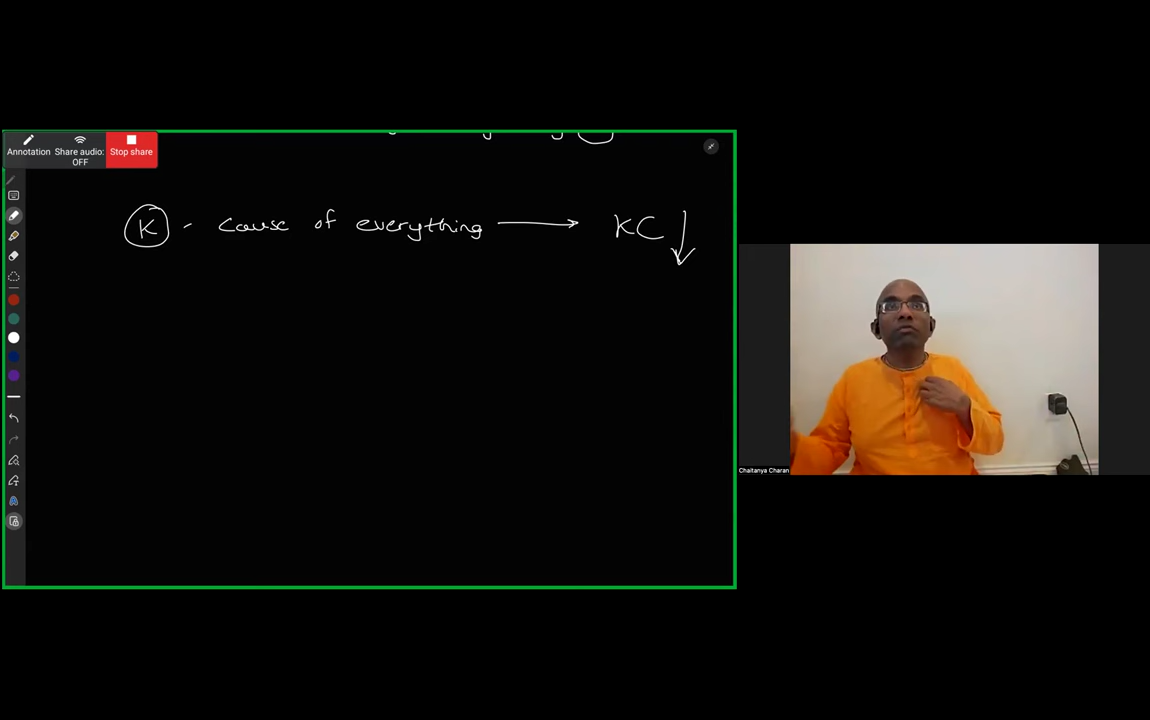 Annotation
Share audio:
OFF
Stop share
K - cause of everything → KC ↓
Chaitanya Charan